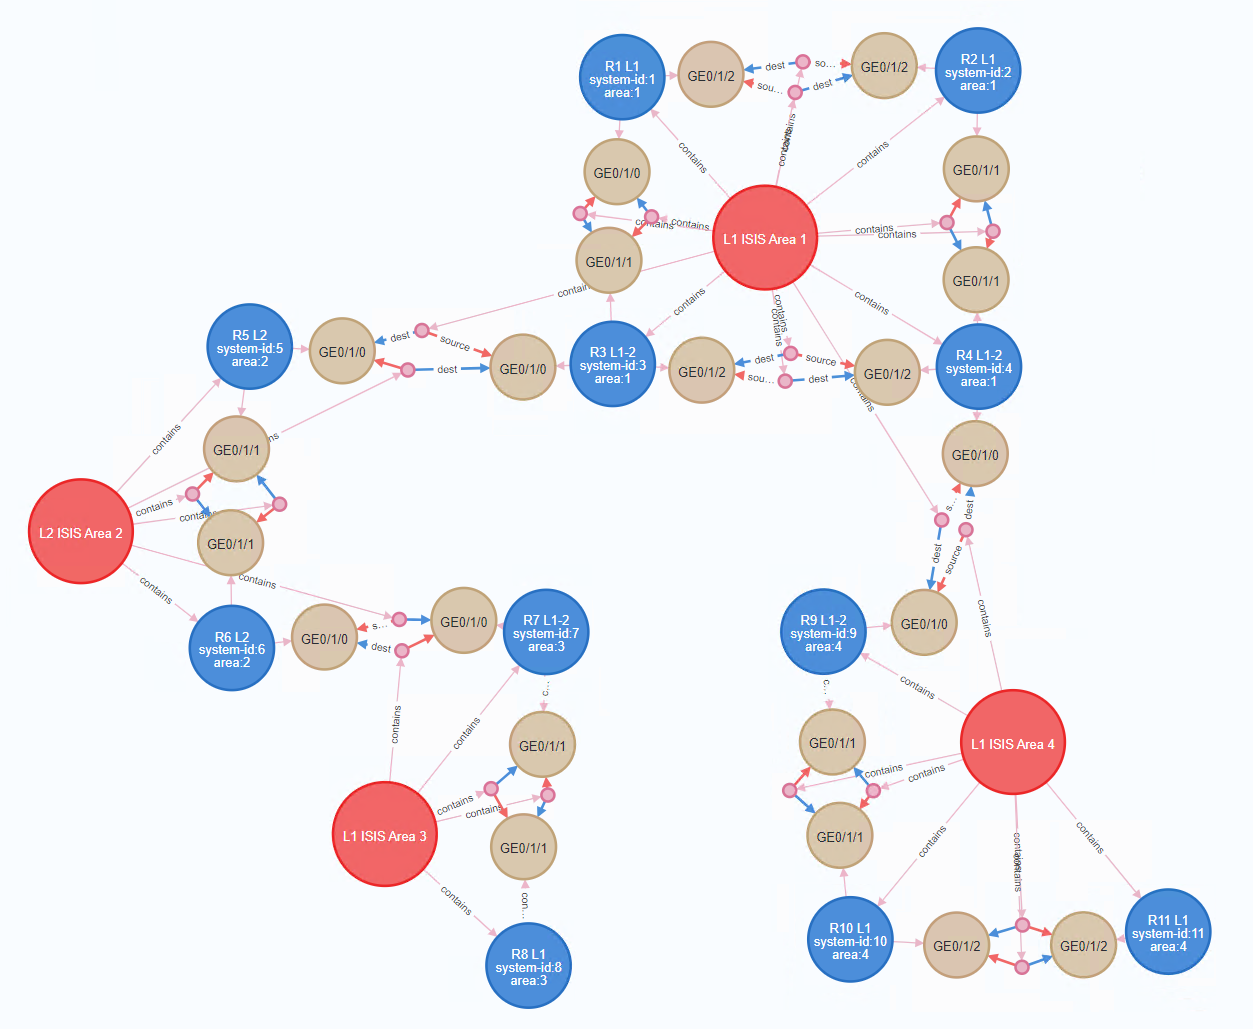 R1 L1
system-id:1
area:1
GE0/1/2
dest
so...
sou...
dest
GE0/1/2
R2 L1
system-id:2
area:1
contains
contains
contains
contains
GE0/1/0
GE0/1/1
contains
contains
L1 ISIS Area 1
contains
contains
GE0/1/1
GE0/1/1
contain
contains
contains
contains
contains
R5 L2
system-id:5
area:2
GE0/1/0
dest
source
dest
GE0/1/0
R3 L1-2
system-id:3
area:1
GE0/1/2
dest
source
sou...
dest
GE0/1/2
R4 L1-2
system-id:4
area:1
contains
contains
GE0/1/1
ns
GE0/1/0
L2 ISIS Area 2
contains
contains
GE0/1/1
s...
dest
dest
source
contains
contains
R6 L2
system-id:6
area:2
GE0/1/0
s...
dest
GE0/1/0
R7 L1-2
system-id:7
area:3
R9 L1-2
system-id:9
area:4
GE0/1/0
contains
contains
contains
contains
c...
c...
GE0/1/1
GE0/1/1
L1 ISIS Area 4
contains
contains
L1 ISIS Area 3
contains
contains
GE0/1/1
GE0/1/1
contains
contains
contains
contains
contains
con...
R8 L1
system-id:8
area:3
R10 L1
system-id:10
area:4
GE0/1/2
GE0/1/2
R11 L1
system-id:11
area:4